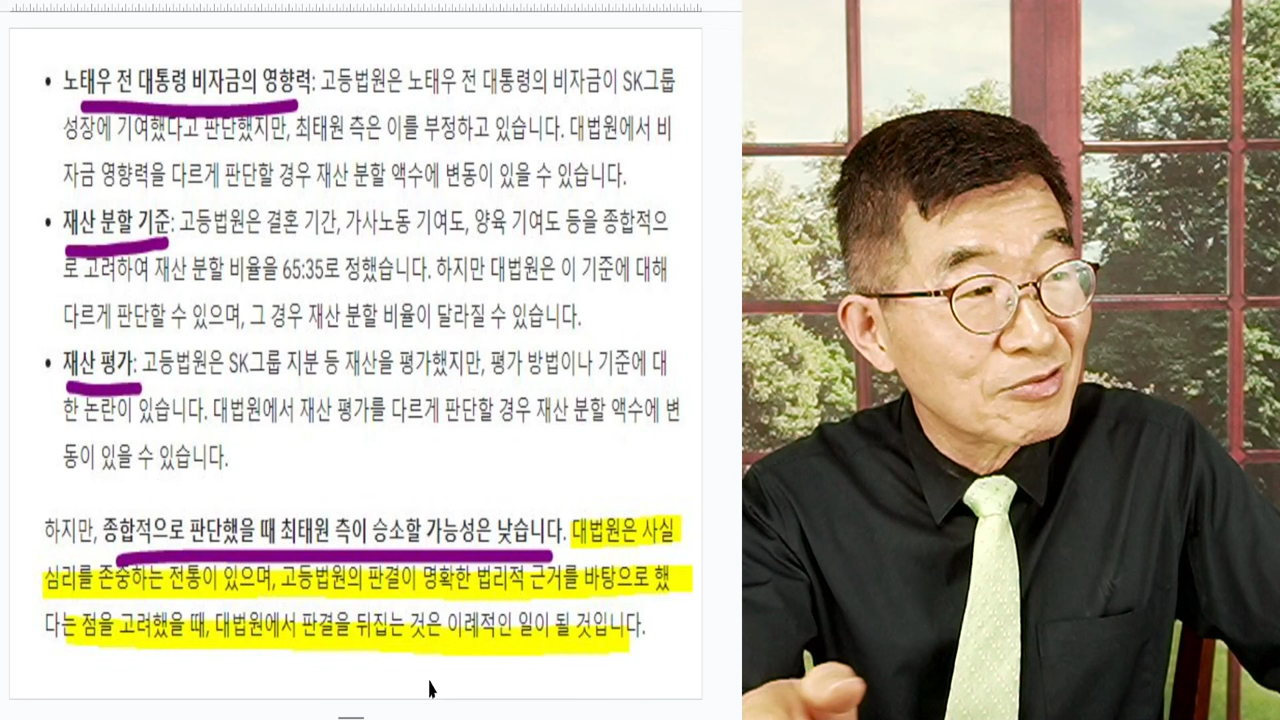 • 노태우 전 대통령 비자금의 영향력: 고등법원은 노태우 전 대통령의 비자금이 SK그룹
성장에 기여했다고 판단했지만, 최태원 측은 이를 부정하고 있습니다. 대법원에서 비
자금 영향력을 다르게 판단할 경우 재산 분할 액수에 변동이 있을 수 있습니다.
• 재산 분할 기준: 고등법원은 결혼 기간, 가사노동 기여도, 양육 기여도 등을 종합적으
로 고려하여 재산 분할 비율을 65:35로 정했습니다. 하지만 대법원은 이 기준에 대해
다르게 판단할 수 있으며, 그 경우 재산 분할 비율이 달라질 수 있습니다.
• 재산 평가: 고등법원은 SK그룹 지분 등 재산을 평가했지만, 평가 방법이나 기준에 대
한 논란이 있습니다. 대법원에서 재산 평가를 다르게 판단할 경우 재산 분할 액수에 변
동이 있을 수 있습니다.
하지만, 종합적으로 판단했을 때 최태원 측이 승소할 가능성은 낮습니다. 대법원은 사실
심리를 존중하는 전통이 있으며, 고등법원의 판결이 명확한 법리적 근거를 바탕으로 했
다는 점을 고려했을 때, 대법원에서 판결을 뒤집는 것은 이례적인 일이 될 것입니다.